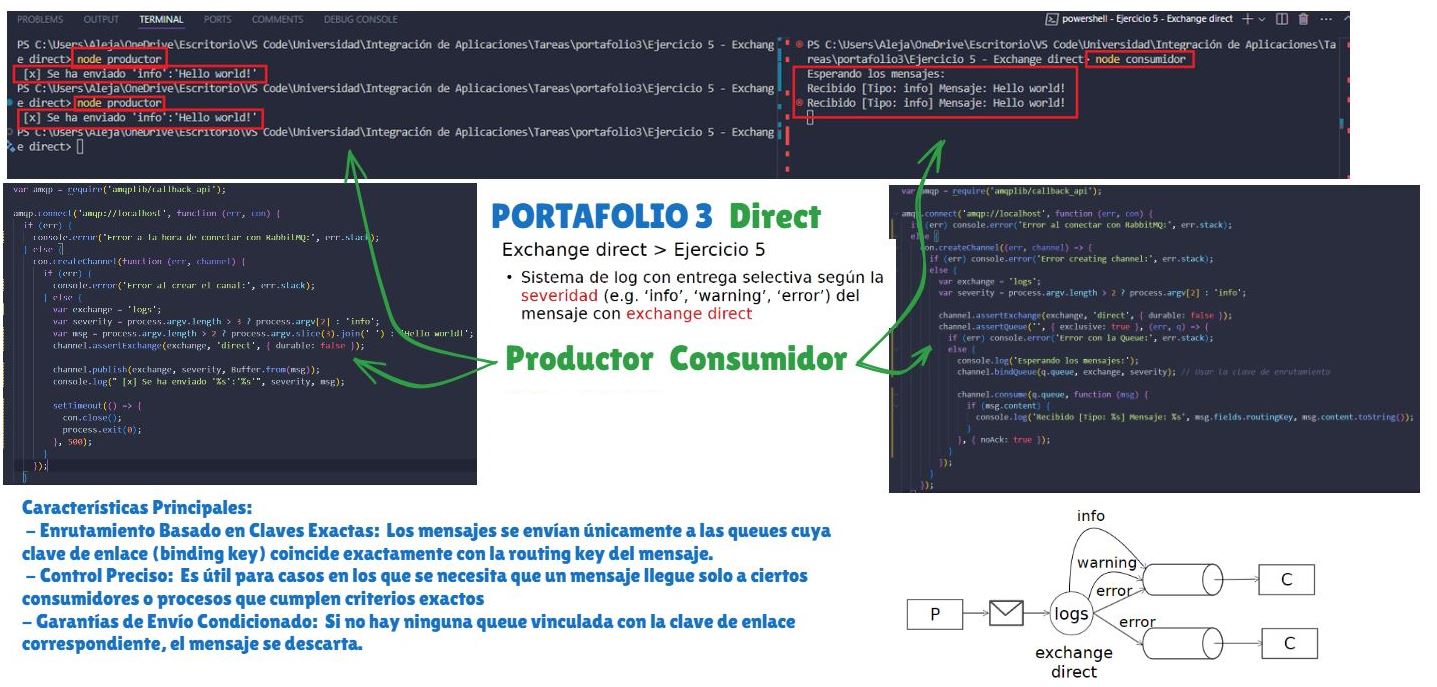 PROBLEMS OUTPUT TERMINAL PORTS COMMENTS DEBUG CONSOLE
powershell - Ejercicio 5 - Exchange direct
PS C:\Users\Aleja\OneDrive\Escritorio\VS Code\Universidad\Integración de Aplicaciones\Tareas\portafolio3\Ejercicio 5 - Exchang
e direct> node productor
[x] Se ha enviado 'info':'Hello world!'
PS C:\Users\Aleja\OneDrive\Escritorio\VS Code\Universidad\Integración de Aplicaciones\Tareas\portafolio3\Ejercicio 5 - Exchang
e direct> node productor
[x] Se ha enviado 'info':'Hello world!'
PS C:\Users\Aleja\OneDrive\Escritorio\VS Code\Universidad\Integración de Aplicaciones\Tareas\portafolio3\Ejercicio 5 - Exchang
e direct>
PS C:\Users\Aleja\OneDrive\Escritorio\VS Code\Universidad\Integración de Aplicaciones\Ta
reas\portafolio3\Ejercicio 5 - Exchange direct> node consumidor
Esperando los mensajes:
Recibido [Tipo: info] Mensaje: Hello world!
Recibido [Tipo: info] Mensaje: Hello world!
var amqp = require('amqplib/callback_api');
amqp.connect('amqp://localhost', function (err, con) {
if (err) {
console.error('Error a la hora de conectar con RabbitMQ:', err.stack);
} else {
con.createChannel(function (err, channel) {
if (err) {
console.error('Error al crear el canal:', err.stack);
} else {
var exchange = 'logs';
var severity = process.argv.length > 3 ? process.argv[2] : 'info';
var msg = process.argv.length > 2 ? process.argv.slice(3).join(' ') : 'Hello world!';
channel.assertExchange(exchange, 'direct', { durable: false });
channel.publish(exchange, severity, Buffer.from(msg));
console.log(" [x] Se ha enviado '%s':'%s'", severity, msg);
setTimeout(() => {
con.close();
process.exit(0);
}, 500);
}
});
}
PORTAFOLIO 3 Direct
Exchange direct > Ejercicio 5
• Sistema de log con entrega selectiva según la
severidad (e.g. ‘info’, ‘warning’, ‘error’) del
mensaje con exchange direct
Productor Consumidor
var amqp = require('amqplib/callback_api');
amqp.connect('amqp://localhost', function (err, con) {
if (err) console.error('Error al conectar con RabbitMQ:', err.stack);
else {
con.createChannel((err, channel) => {
if (err) console.error('Error creating channel:', err.stack);
else {
var exchange = 'logs';
var severity = process.argv.length > 2 ? process.argv[2] : 'info';
channel.assertExchange(exchange, 'direct', { durable: false });
channel.assertQueue('', { exclusive: true }, (err, q) => {
if (err) console.error('Error con la Queue:', err.stack);
else {
console.log('Esperando los mensajes:');
channel.bindQueue(q.queue, exchange, severity); // Usar la clave de enrutamiento
channel.consume(q.queue, function (msg) {
if (msg.content) {
console.log('Recibido [Tipo: %s] Mensaje: %s', msg.fields.routingKey, msg.content.toString());
}
}, { noAck: true });
}
});
}
});
Características Principales:
– Enrutamiento Basado en Claves Exactas: Los mensajes se envían únicamente a las queues cuya
clave de enlace (binding key) coincide exactamente con la routing key del mensaje.
– Control Preciso: Es útil para casos en los que se necesita que un mensaje llegue solo a ciertos
consumidores o procesos que cumplen criterios exactos
– Garantías de Envío Condicionado: Si no hay ninguna queue vinculada con la clave de enlace
correspondiente, el mensaje se descarta.
info
warning
error
C
P
logs
error
C
exchange
direct